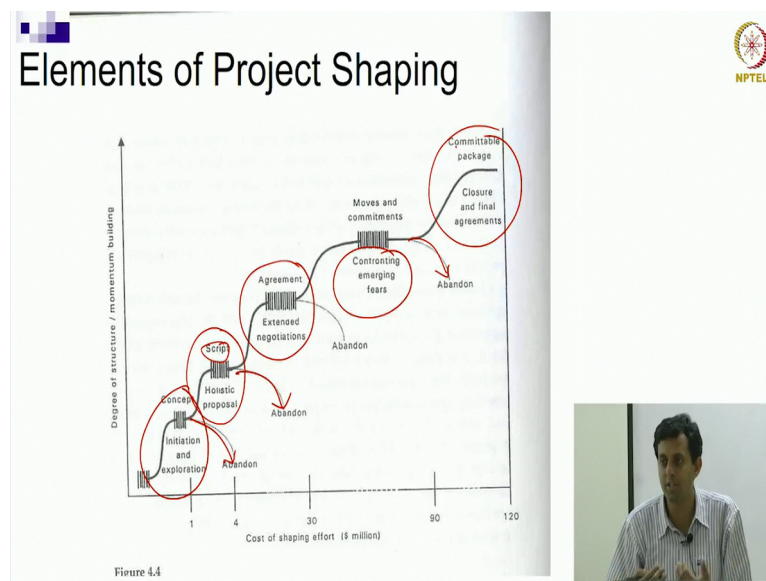 Elements of Project Shaping
NPTEL
Committable
package
Closure
and final
agreements
Moves and
commitments
Confronting
emerging
fears
Abandon
Agreement
Extended
negotiations
Abandon
Script
Holistic
proposal
Abandon
Concept
Initiation
and
exploration
Abandon
Degree of structure / momentum building
1 4 30 90 120
Cost of shaping effort ($ million)
Figure 4.4